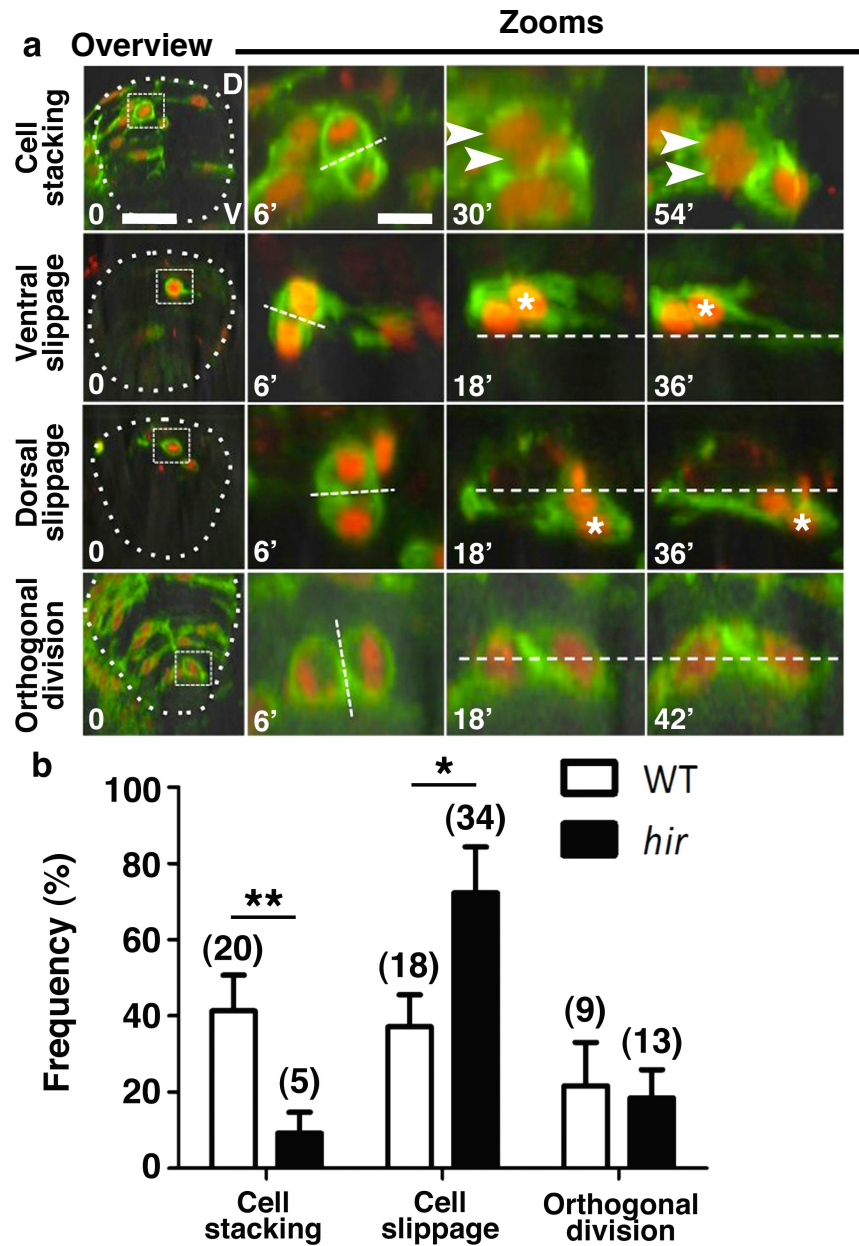 a
Overview
Zooms
Cell
stacking
D
V
0
6’
30’
54’
Ventral
slippage
0
6’
18’
*
36’
*
Dorsal
slippage
0
6’
18’
*
36’
*
Orthogonal
division
0
6’
18’
42’
b
Frequency (%)
100
80
60
40
20
0
**
(20)
(5)
*
(18)
(34)
(9)
(13)
WT
hir
Cell
stacking
Cell
slippage
Orthogonal
division